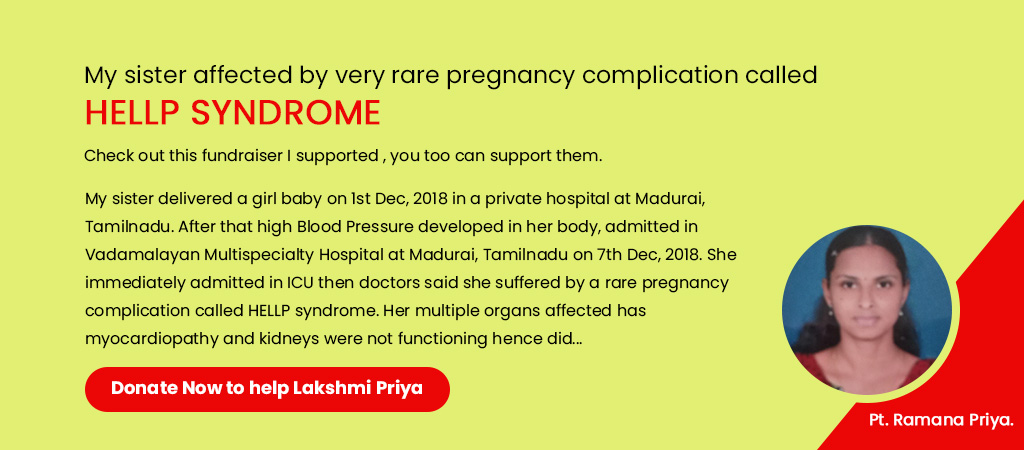 My sister affected by very rare pregnancy complication called
HELLP SYNDROME
Check out this fundraiser I supported , you too can support them.
My sister delivered a girl baby on 1st Dec, 2018 in a private hospital at Madurai,
Tamilnadu. After that high Blood Pressure developed in her body, admitted in
Vadamalayan Multispecialty Hospital at Madurai, Tamilnadu on 7th Dec, 2018. She
immediately admitted in ICU then doctors said she suffered by a rare pregnancy
complication called HELLP syndrome. Her multiple organs affected has
myocardiopathy and kidneys were not functioning hence did...
Donate Now to help Lakshmi Priya
Pt. Ramana Priya.